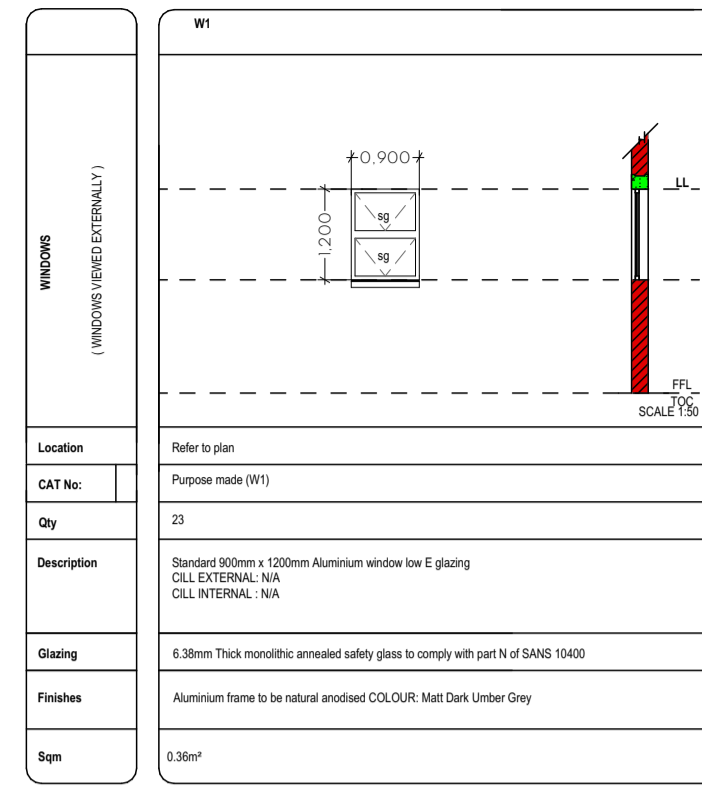 W1
WINDOWS
( WINDOWS VIEWED EXTERNALLY )
0,900
1,200
sg
sg
LL
FFL
TOC
SCALE 1:50
Location
Refer to plan
CAT No:
Purpose made (W1)
Qty
23
Description
Standard 900mm x 1200mm Aluminium window low E glazing
CILL EXTERNAL: N/A
CILL INTERNAL : N/A
Glazing
6.38mm Thick monolithic annealed safety glass to comply with part N of SANS 10400
Finishes
Aluminium frame to be natural anodised COLOUR: Matt Dark Umber Grey
Sqm
0.36m²